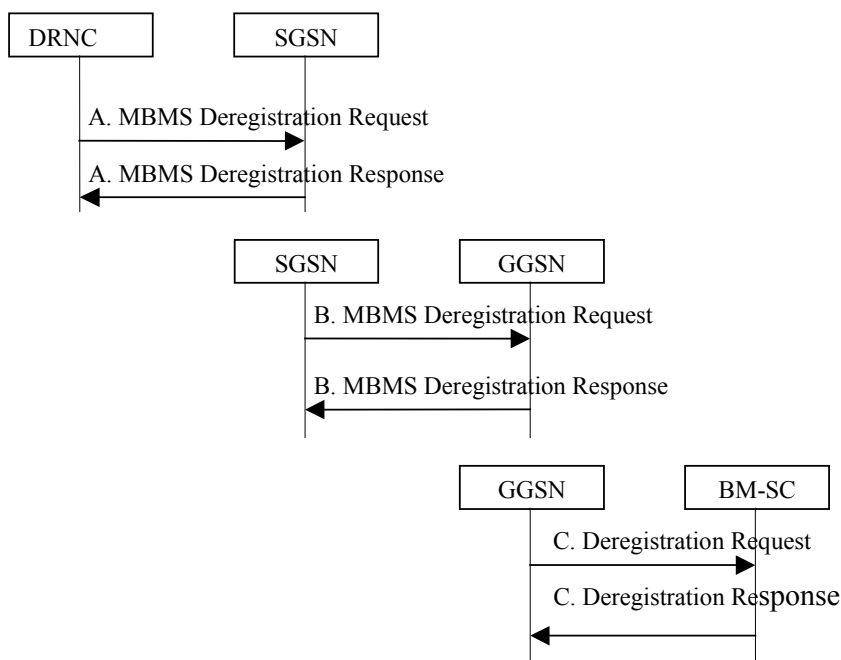 DRNC SGSN
A. MBMS Deregistration Request
A. MBMS Deregistration Response
SGSN GGSN
B. MBMS Deregistration Request
B. MBMS Deregistration Response
GGSN BM-SC
C. Deregistration Request
C. Deregistration Response